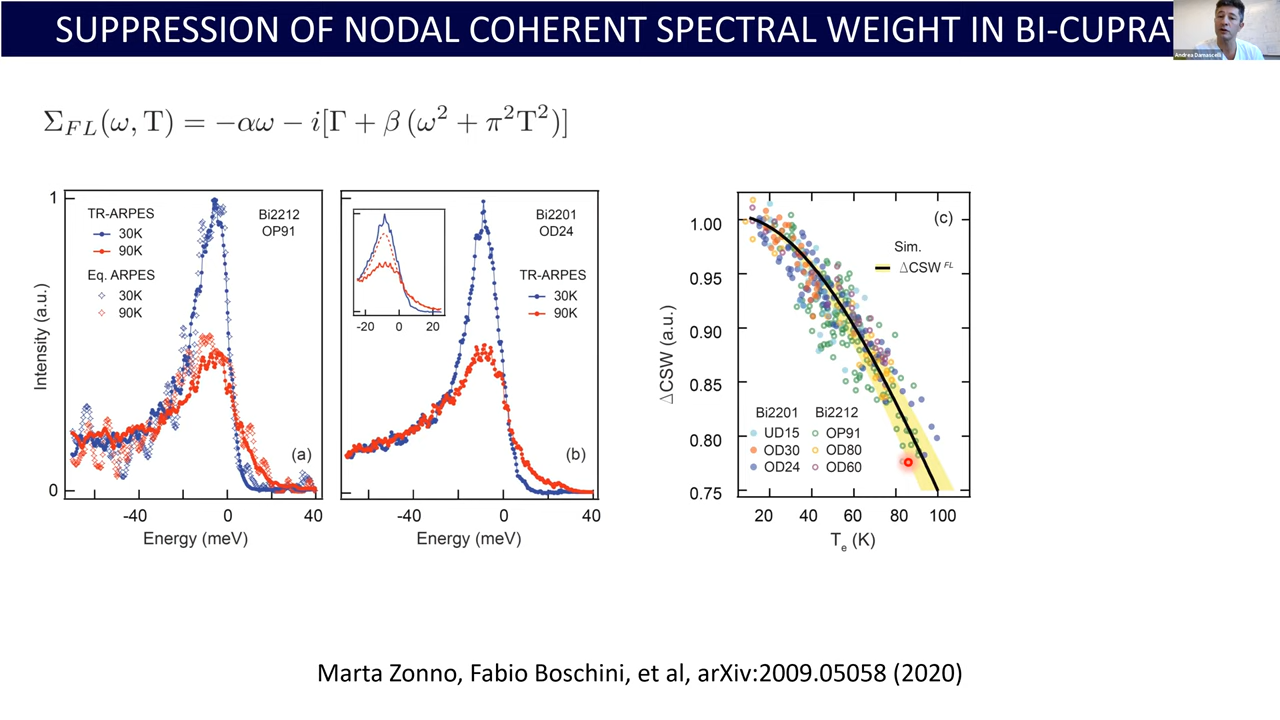 SUPPRESSION OF NODAL COHERENT SPECTRAL WEIGHT IN BI-CUPRAT
Andrea Damascelli
Σ_FL(ω, T) = −αω − i[Γ + β (ω² + π²T²)]
1
0
Intensity (a.u.)
TR-ARPES
30K
90K
Eq. ARPES
30K
90K
Bi2212
OP91
(a)
-40 0 40
Energy (meV)
-20 0 20
Bi2201
OD24
TR-ARPES
30K
90K
(b)
-40 0 40
Energy (meV)
ΔCSW (a.u.)
1.00
0.95
0.90
0.85
0.80
0.75
(c)
Sim.
ΔCSW FL
Bi2201 Bi2212
UD15 OP91
OD30 OD80
OD24 OD60
20 40 60 80 100
Te (K)
Marta Zonno, Fabio Boschini, et al, arXiv:2009.05058 (2020)